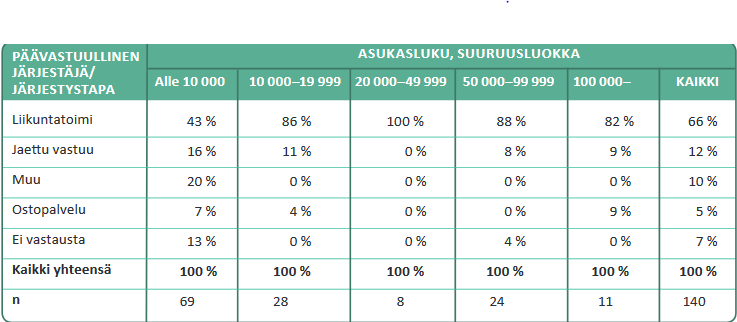 PÄÄVASTUULLINEN JÄRJESTÄJÄ/ JÄRJESTYSTAPA ASUKASLUKU, SUURUUSLUOKKA
Alle 10 000 10 000–19 999 20 000–49 999 50 000–99 999 100 000– KAIKKI
Liikuntatoimi 43 % 86 % 100 % 88 % 82 % 66 %
Jaettu vastuu 16 % 11 % 0 % 8 % 9 % 12 %
Muu 20 % 0 % 0 % 0 % 0 % 10 %
Ostopalvelu 7 % 4 % 0 % 0 % 9 % 5 %
Ei vastausta 13 % 0 % 0 % 4 % 0 % 7 %
Kaikki yhteensä 100 % 100 % 100 % 100 % 100 % 100 %
n 69 28 8 24 11 140